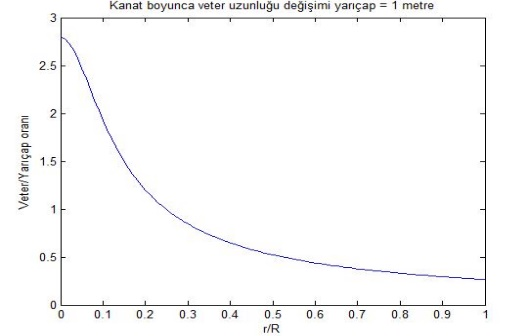 Kanat boyunca veter uzunluğu değişimi yarıçap = 1 metre
3
2.5
2
1.5
1
0.5
0
Veter/Yarıçap oranı
0 0.1 0.2 0.3 0.4 0.5 0.6 0.7 0.8 0.9 1
r/R